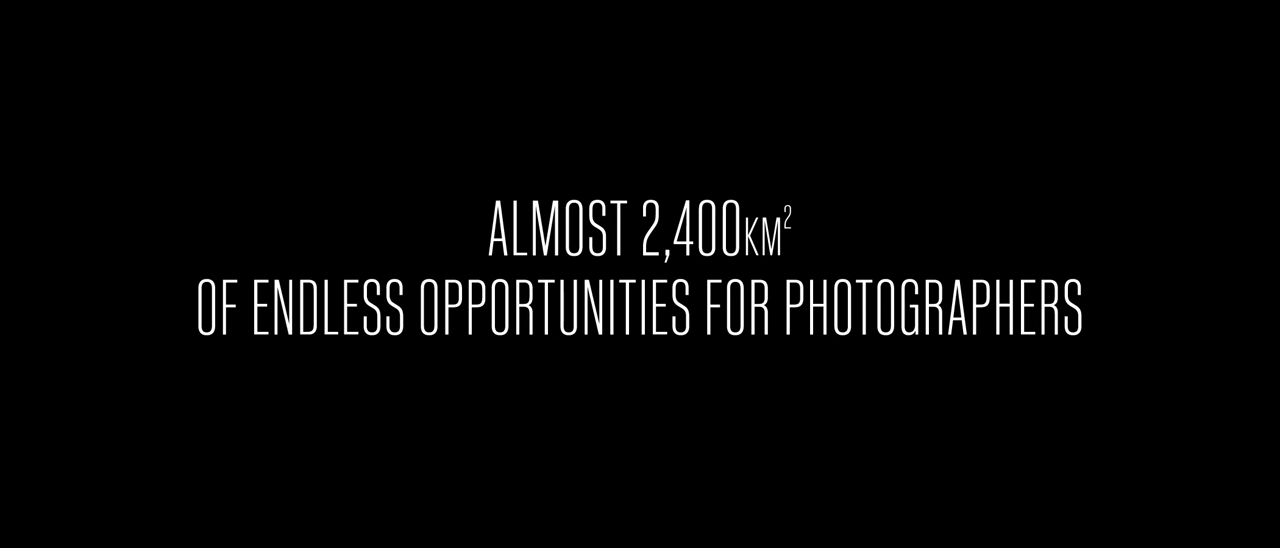 ALMOST 2,400KM²
OF ENDLESS OPPORTUNITIES FOR PHOTOGRAPHERS